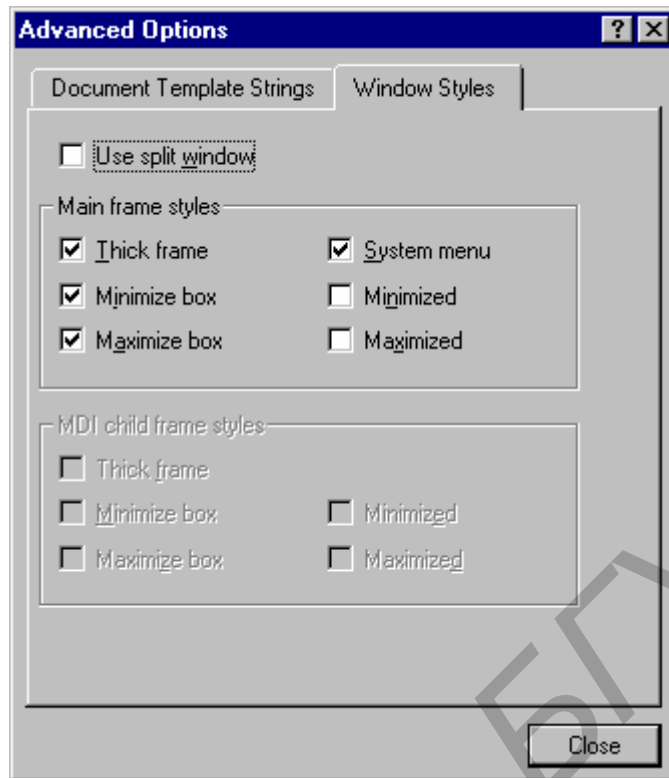 Advanced Options
Document Template Strings Window Styles
Use split window
Main frame styles
Thick frame System menu
Minimize box Minimized
Maximize box Maximized
MDI child frame styles
Thick frame
Minimize box Minimized
Maximize box Maximized
Close